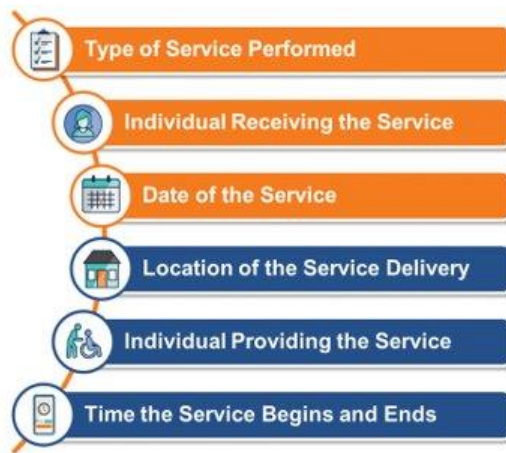 Type of Service Performed
Individual Receiving the Service
Date of the Service
Location of the Service Delivery
Individual Providing the Service
Time the Service Begins and Ends